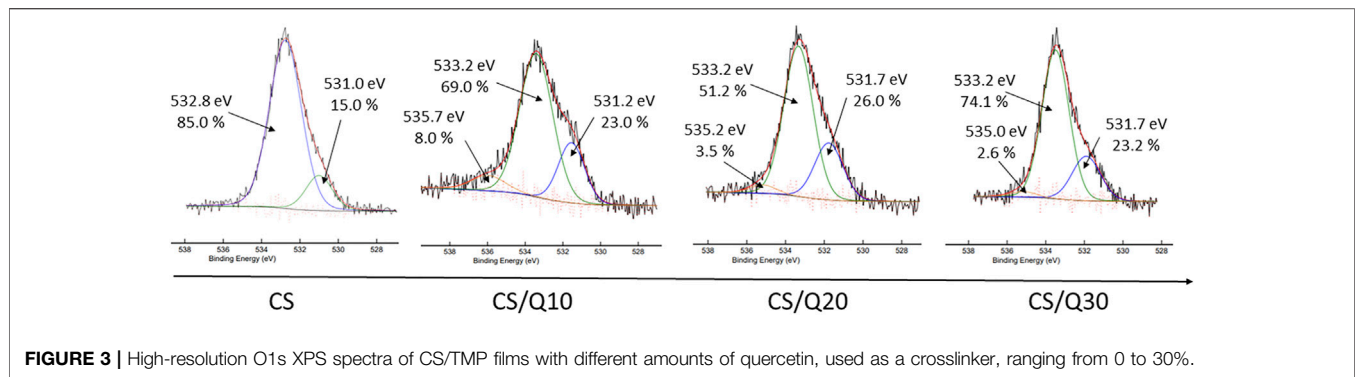 532.8 eV
85.0 %
531.0 eV
15.0 %
538 536 534 532 530 528
Binding Energy (eV)
CS
533.2 eV
69.0 %
535.7 eV
8.0 %
531.2 eV
23.0 %
538 536 534 532 530 528
Binding Energy (eV)
CS/Q10
533.2 eV
51.2 %
535.2 eV
3.5 %
531.7 eV
26.0 %
538 536 534 532 530 528
Binding Energy (eV)
CS/Q20
533.2 eV
74.1 %
535.0 eV
2.6 %
531.7 eV
23.2 %
538 536 534 532 530 528
Binding Energy (eV)
CS/Q30
FIGURE 3 | High-resolution O1s XPS spectra of CS/TMP films with different amounts of quercetin, used as a crosslinker, ranging from 0 to 30%.